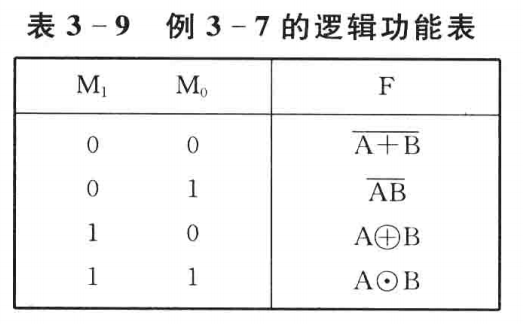 表 3-9 例 3-7 的逻辑功能表
M₁ M₀ F
0 0 A̅+̅B̅
0 1 A̅B̅
1 0 A⊕B
1 1 A⊙B